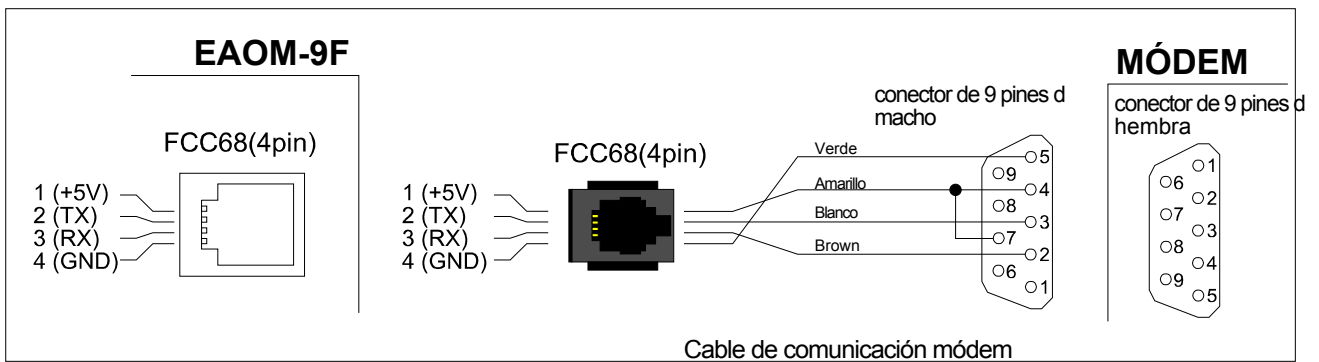 EAOM-9F
FCC68(4pin)
1 (+5V)
2 (TX)
3 (RX)
4 (GND)
FCC68(4pin)
1 (+5V)
2 (TX)
3 (RX)
4 (GND)
Verde
Amarillo
Blanco
Brown
conector de 9 pines d
macho
5
9
4
8
3
7
2
6
1
MÓDEM
conector de 9 pines d
hembra
1
6
2
7
3
8
4
9
5
Cable de comunicación módem